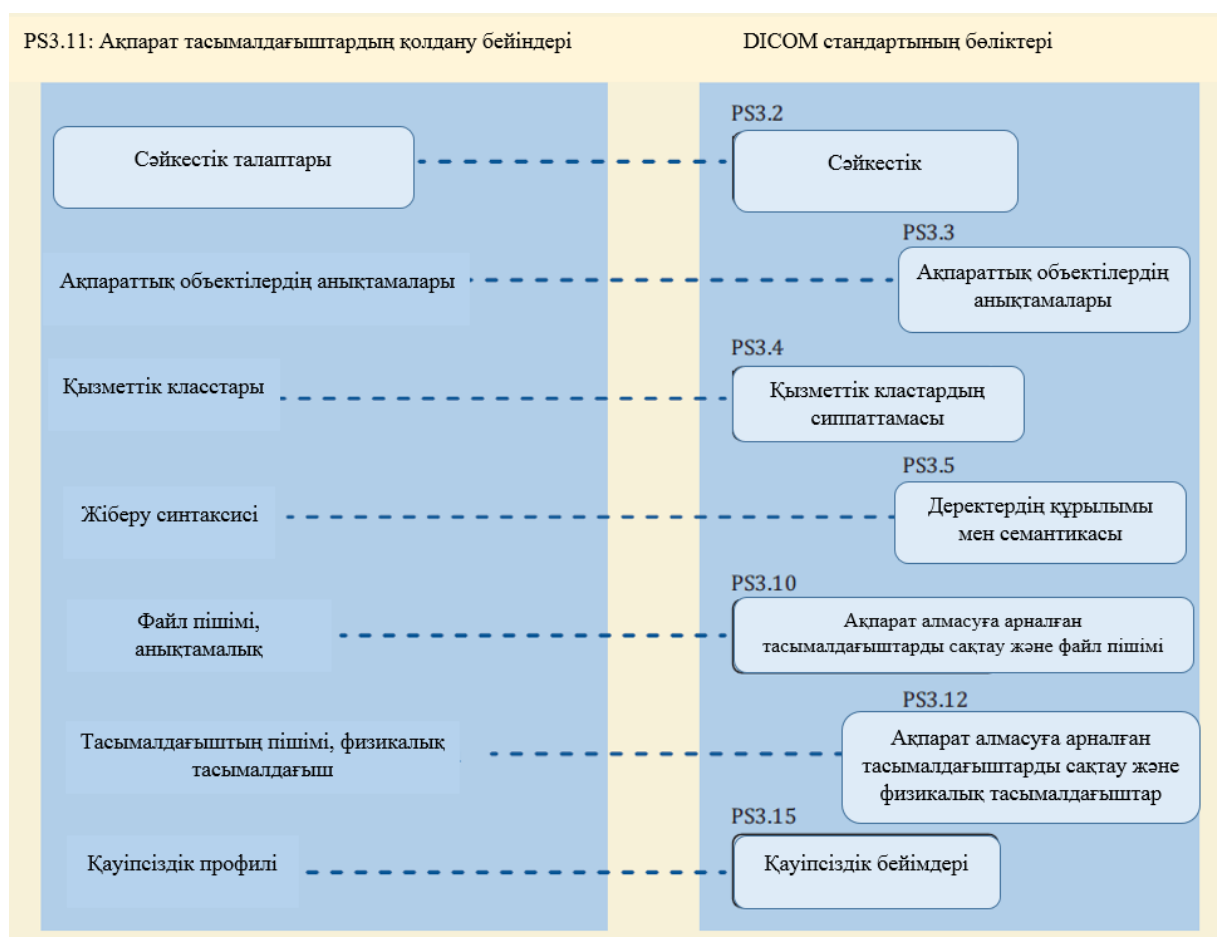 PS3.11: Ақпарат тасымалдағыштардың қолдану бейіндері
DICOM стандартының бөліктері
Сәйкестік талаптары
PS3.2
Сәйкестік
Ақпараттық объектілердің анықтамалары
PS3.3
Ақпараттық объектілердің
анықтамалары
Қызметтік класстары
PS3.4
Қызметтік кластардың
сиппаттамасы
Жіберу синтаксисі
PS3.5
Деректердің құрылымы
мен семантикасы
Файл пішімі,
анықтамалық
PS3.10
Ақпарат алмасуға арналған
тасымалдағыштарды сақтау және файл пішімі
Тасымалдағыштың пішімі, физикалық
тасымалдағыш
PS3.12
Ақпарат алмасуға арналған
тасымалдағыштарды сақтау және
физикалық тасымалдағыштар
Қауіпсіздік профилі
PS3.15
Қауіпсіздік бейімдері